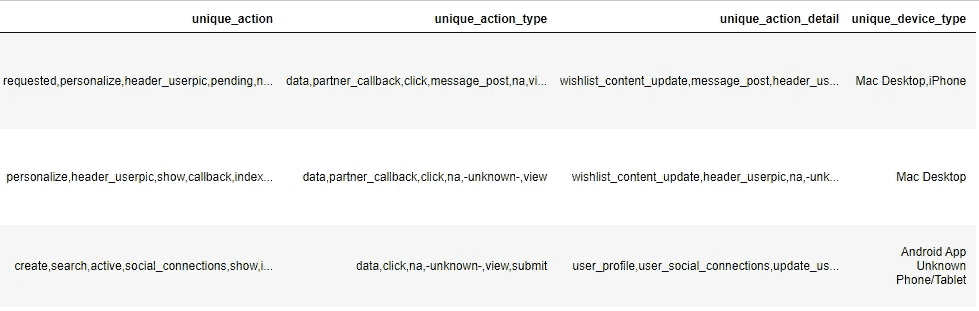 unique_action unique_action_type unique_action_detail unique_device_type
requested,personalize,header_userpic,pending,n... data,partner_callback,click,message_post,na,vi... wishlist_content_update,message_post,header_us... Mac Desktop,iPhone
personalize,header_userpic,show,callback,index... data,partner_callback,click,na,-unknown-,view wishlist_content_update,header_userpic,na,-unk... Mac Desktop
create,search,active,social_connections,show,i... data,click,na,-unknown-,view,submit user_profile,user_social_connections,update_us... Android App
Unknown
Phone/Tablet